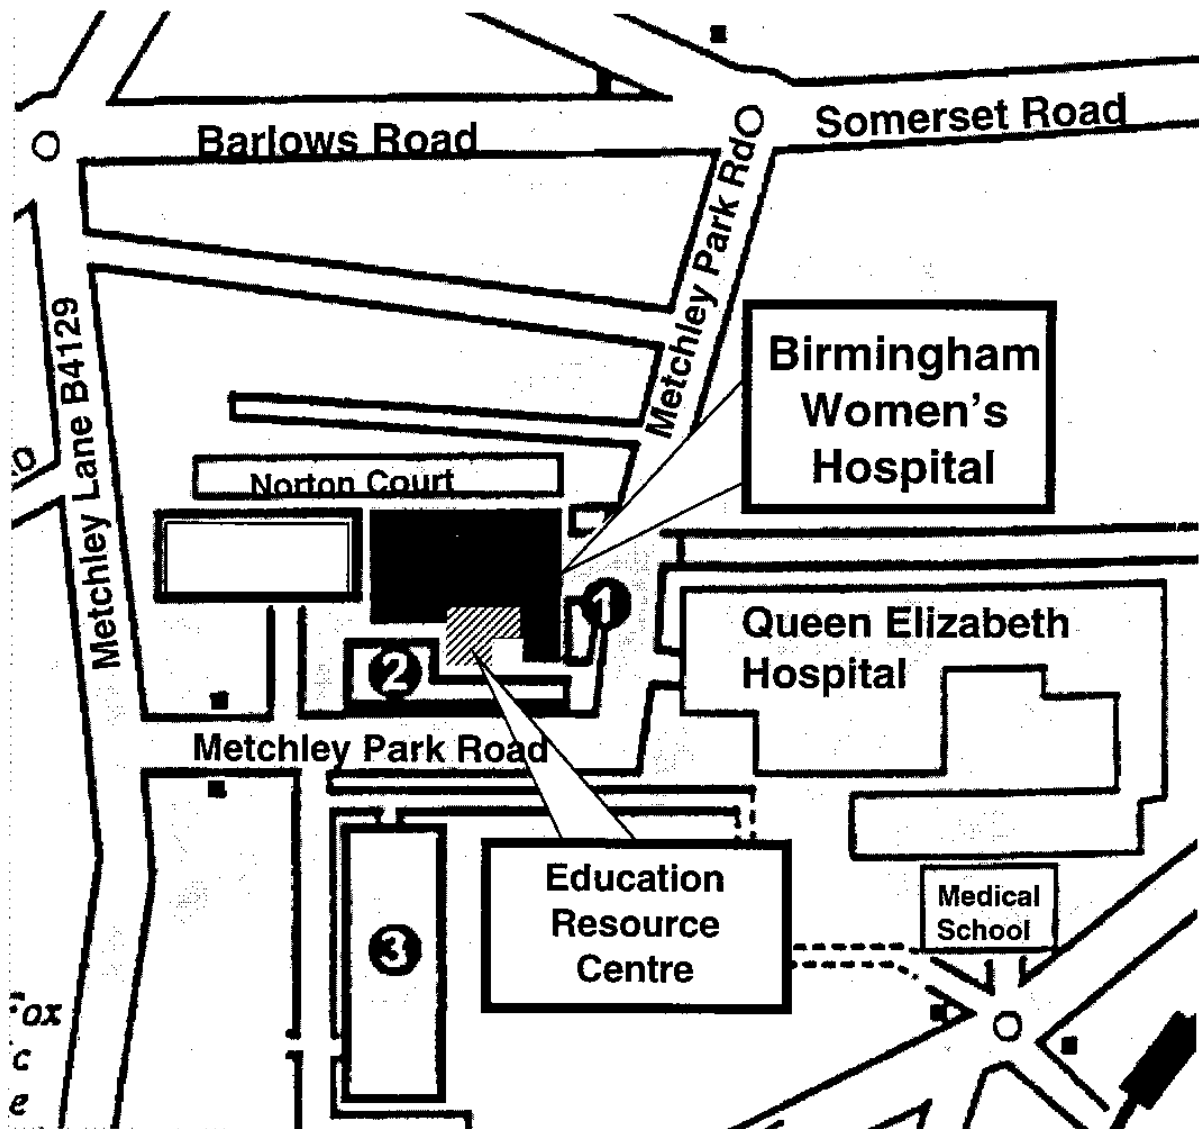 Barlows Road
Somerset Road
Metchley Park Rd
Metchley Lane B4129
Birmingham
Women's
Hospital
Norton Court
1
Queen Elizabeth
Hospital
2
Metchley Park Road
Education
Resource
Centre
Medical
School
3
ox
c
e